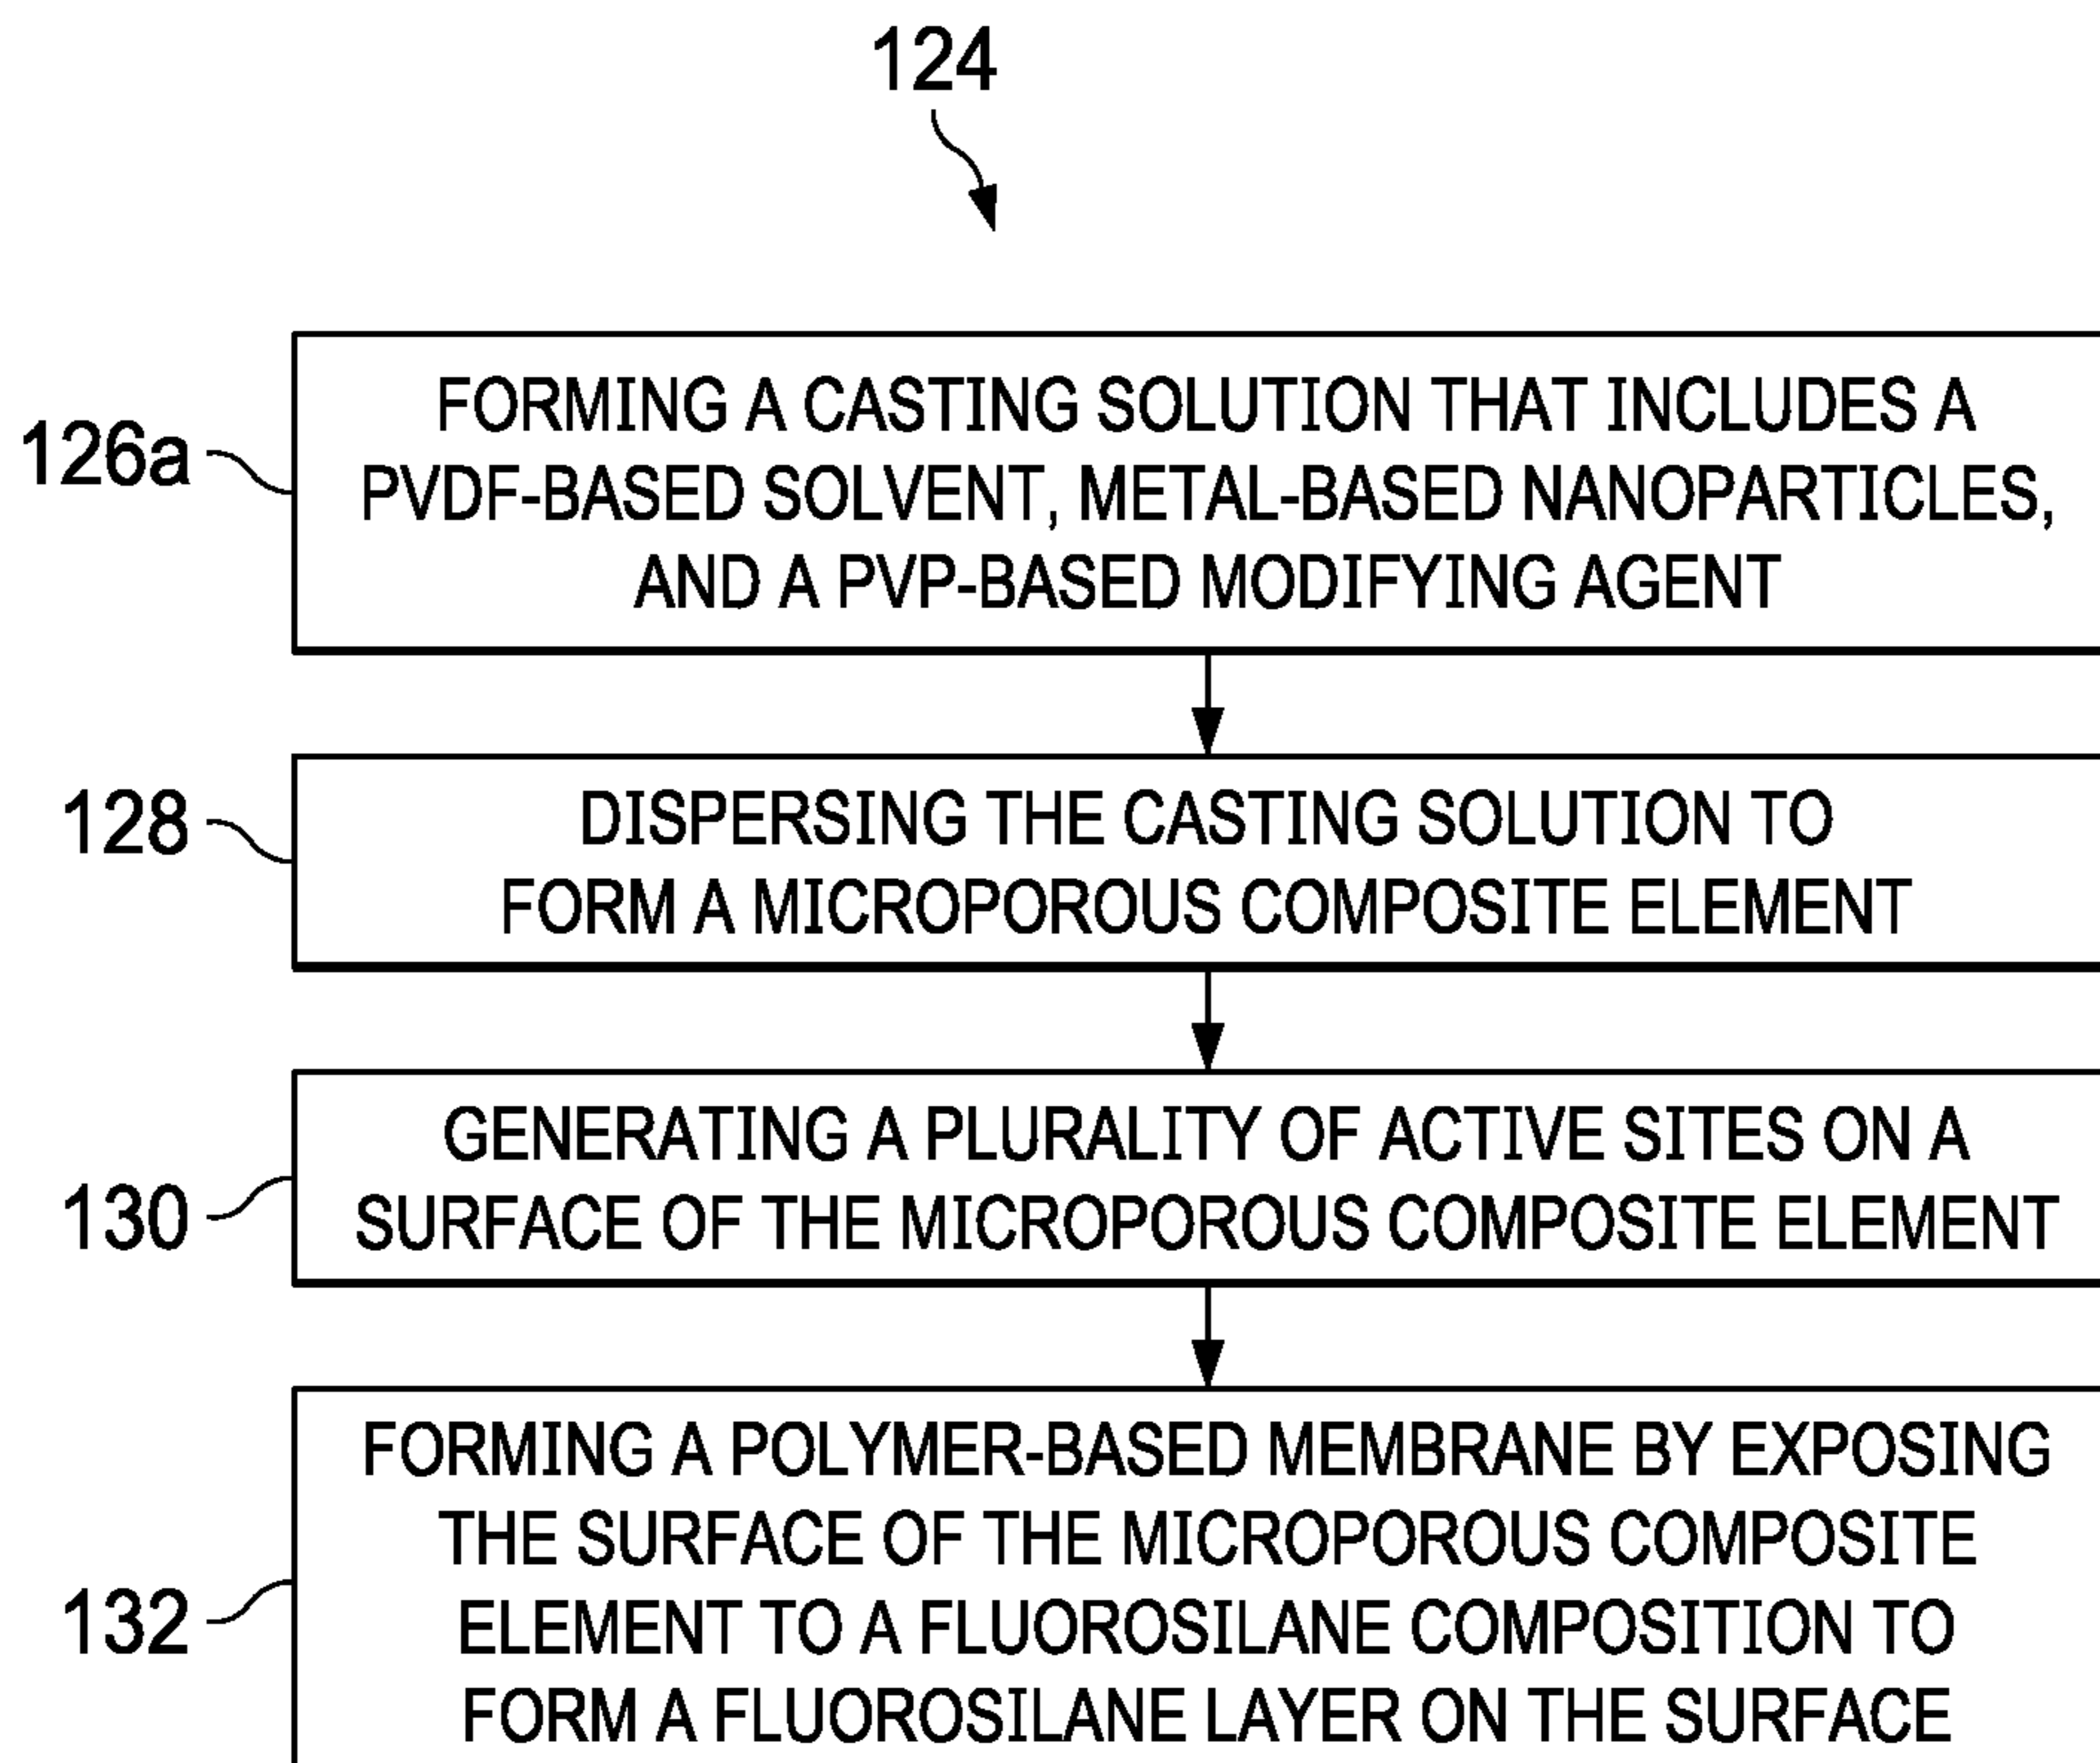 124
126a
FORMING A CASTING SOLUTION THAT INCLUDES A
PVDF-BASED SOLVENT, METAL-BASED NANOPARTICLES,
AND A PVP-BASED MODIFYING AGENT
128
DISPERSING THE CASTING SOLUTION TO
FORM A MICROPOROUS COMPOSITE ELEMENT
130
GENERATING A PLURALITY OF ACTIVE SITES ON A
SURFACE OF THE MICROPOROUS COMPOSITE ELEMENT
132
FORMING A POLYMER-BASED MEMBRANE BY EXPOSING
THE SURFACE OF THE MICROPOROUS COMPOSITE
ELEMENT TO A FLUOROSILANE COMPOSITION TO
FORM A FLUOROSILANE LAYER ON THE SURFACE